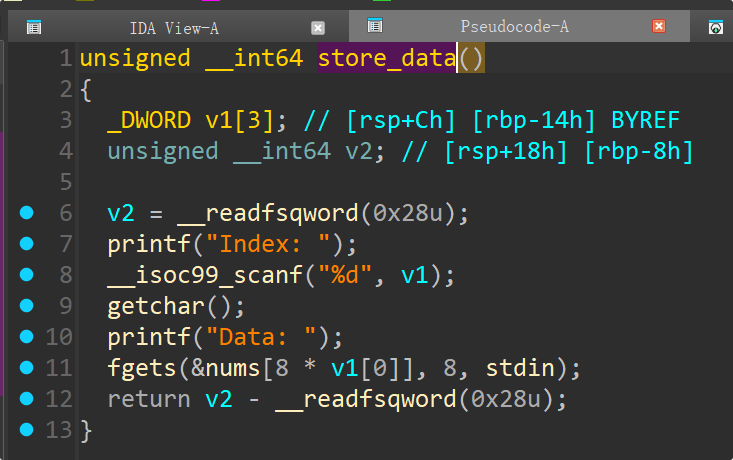 IDA View-A Pseudocode-A
1 unsigned __int64 store_data()
2 {
3 _DWORD v1[3]; // [rsp+Ch] [rbp-14h] BYREF
4 unsigned __int64 v2; // [rsp+18h] [rbp-8h]
5
6 v2 = __readfsqword(0x28u);
7 printf("Index: ");
8 __isoc99_scanf("%d", v1);
9 getchar();
10 printf("Data: ");
11 fgets(&nums[8 * v1[0]], 8, stdin);
12 return v2 - __readfsqword(0x28u);
13 }